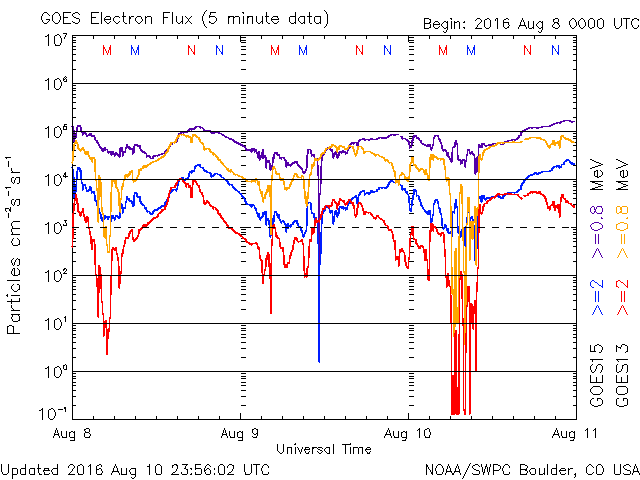 GOES Electron Flux (5 minute data)
Begin: 2016 Aug 8 0000 UTC
M M N N M M N N M M N N
10⁷
10⁶
10⁵
10⁴
10³
10²
10¹
10⁰
10⁻¹
Particles cm⁻²s⁻¹sr⁻¹
Aug 8 Aug 9 Aug 10 Aug 11
Universal Time
GOES15 >=2 >=0.8 MeV
GOES13 >=2 >=0.8 MeV
Updated 2016 Aug 10 23:56:02 UTC
NOAA/SWPC Boulder, CO USA